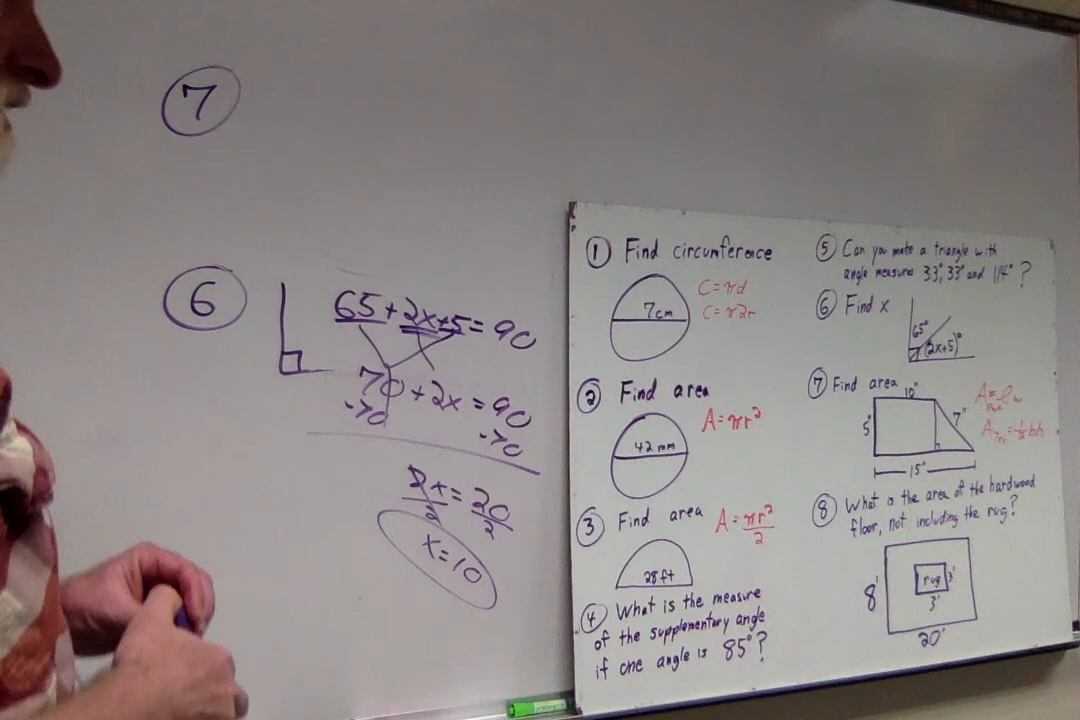 7
6
65+2x+5=90
70+2x=90
-70 -70
2x=20
2 2
x=10
1 Find circumference
7cm
C=πd
C=π2r
2 Find area
42mm
A=πr²
3 Find area
28ft
A=πr²
2
4 What is the measure
of the supplementary angle
if one angle is 85°?
5 Can you make a triangle with
angle measures 33°, 33° and 114°?
6 Find x
65°
(2x+5)°
7 Find area
10"
5"
7"
15"
A=lw
A Tri=½bh
8 What is the area of the hardwood
floor, not including the rug?
8'
rug
3'
3'
20'